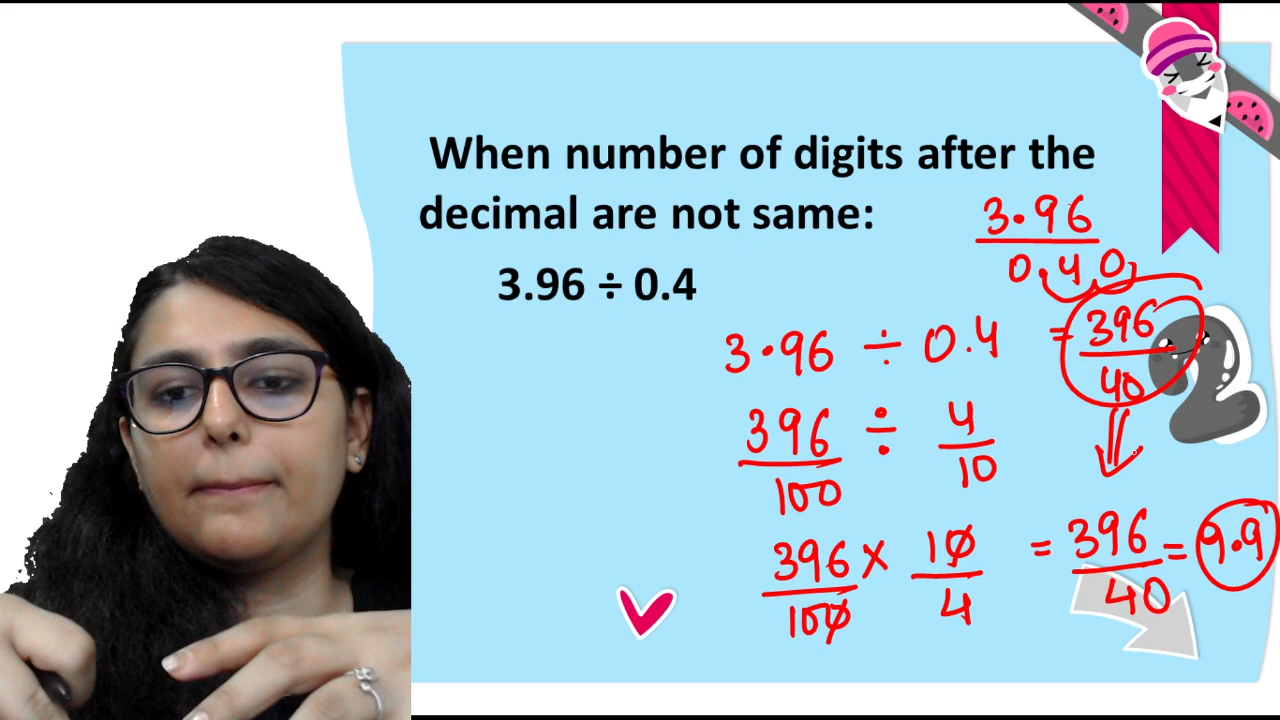 When number of digits after the
decimal are not same:
3.96
0.40
3.96 ÷ 0.4
3.96 ÷ 0.4 = 396
40
396 ÷ 4
100 10
396 × 10 = 396 = 9.9
100 4 40